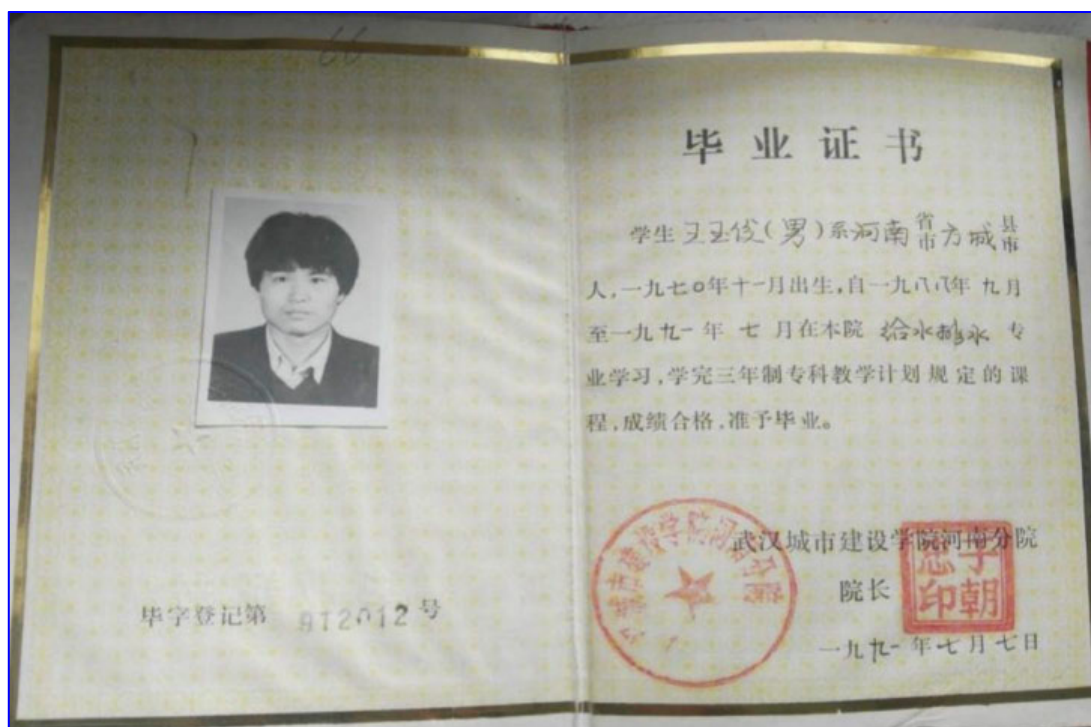 毕字登记第 912012 号
毕业证书
学生 王玉俊(男)系河南省市方城县市
人,一九七〇年十一月出生,自一九八八年九月
至一九九一年七月在本院 给水排水 专
业学习,学完三年制专科教学计划规定的课
程,成绩合格,准予毕业。
武汉城市建设学院河南分院
院长
一九九一年七月七日